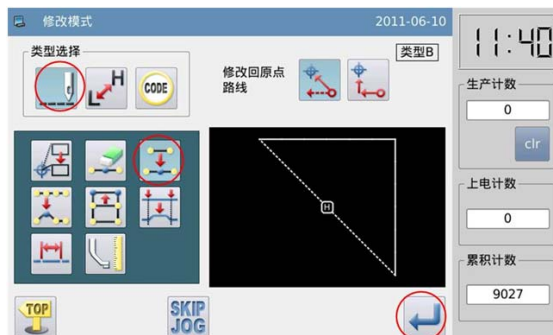 修改模式
2011-06-10
11:40
类型选择
类型B
修改回原点
路线
L H
CODE
生产计数
0
clr
上电计数
0
累积计数
9027
H
TOP
SKIP
JOG